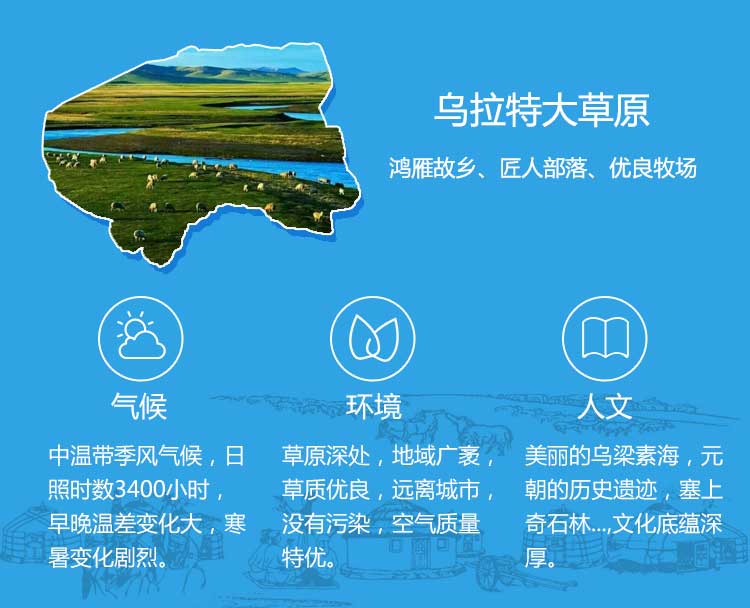 乌拉特大草原
鸿雁故乡、匠人部落、优良牧场
气候
中温带季风气候，日
照时数3400小时，
早晚温差变化大，寒
暑变化剧烈。
环境
草原深处，地域广袤，
草质优良，远离城市，
没有污染，空气质量
特优。
人文
美丽的乌梁素海，元
朝的历史遗迹，塞上
奇石林...,文化底蕴深
厚。